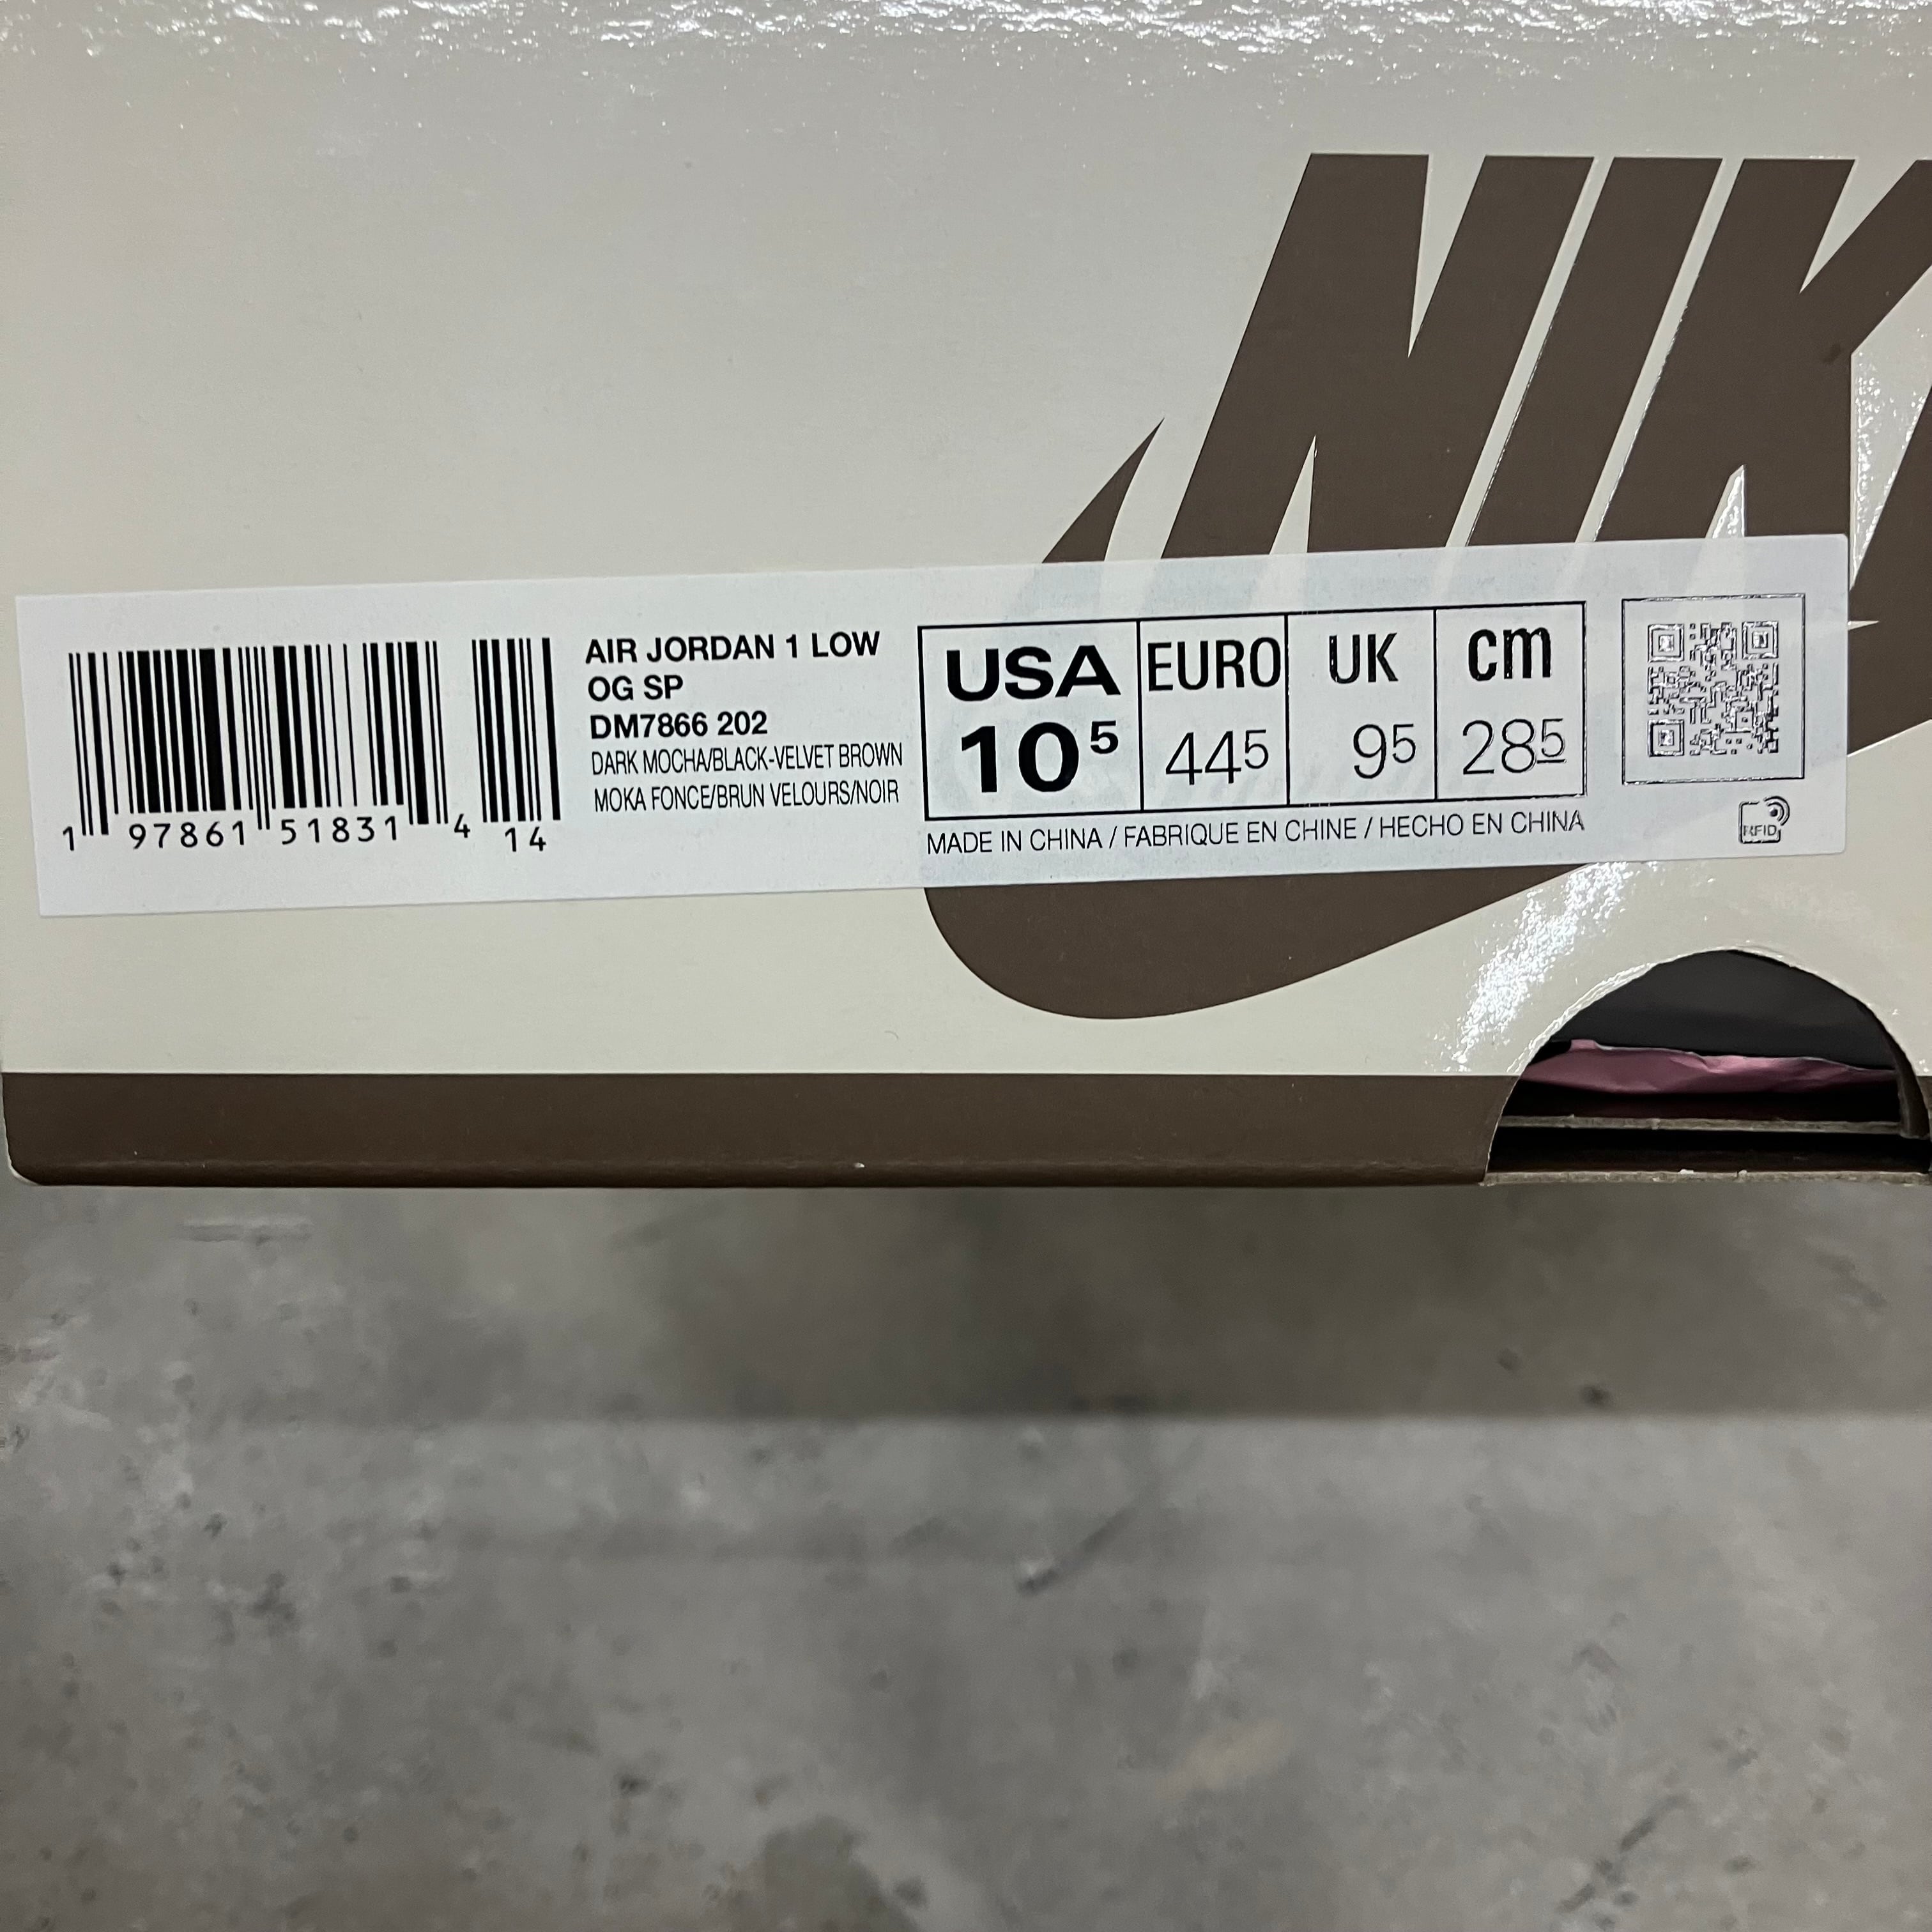 NIK
AIR JORDAN 1 LOW
OG SP
DM7866 202
DARK MOCHA/BLACK-VELVET BROWN
MOKA FONCE/BRUN VELOURS/NOIR
1 97861 51831 4 14
USA EURO UK cm
10⁵ 44⁵ 9⁵ 28⁵
MADE IN CHINA / FABRIQUE EN CHINE / HECHO EN CHINA
RFID